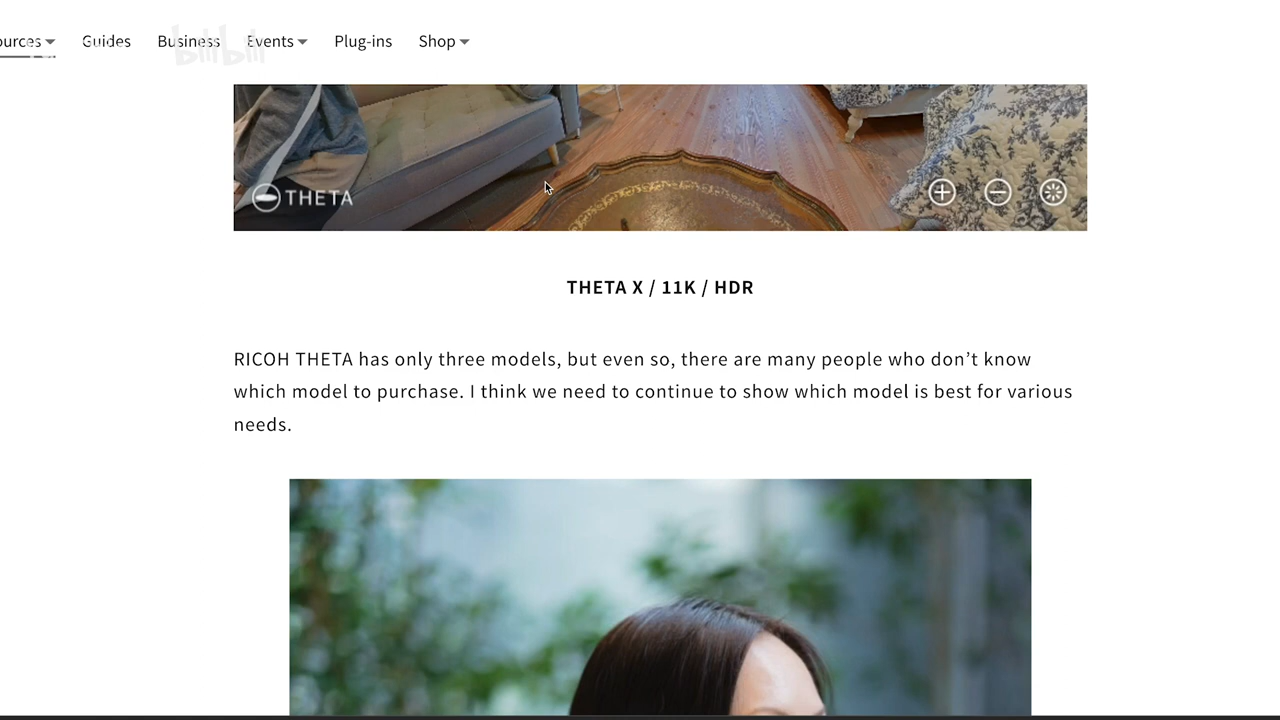 ources Guides Business Events Plug-ins Shop
bilibili
THETA
THETA X / 11K / HDR
RICOH THETA has only three models, but even so, there are many people who don’t know
which model to purchase. I think we need to continue to show which model is best for various
needs.